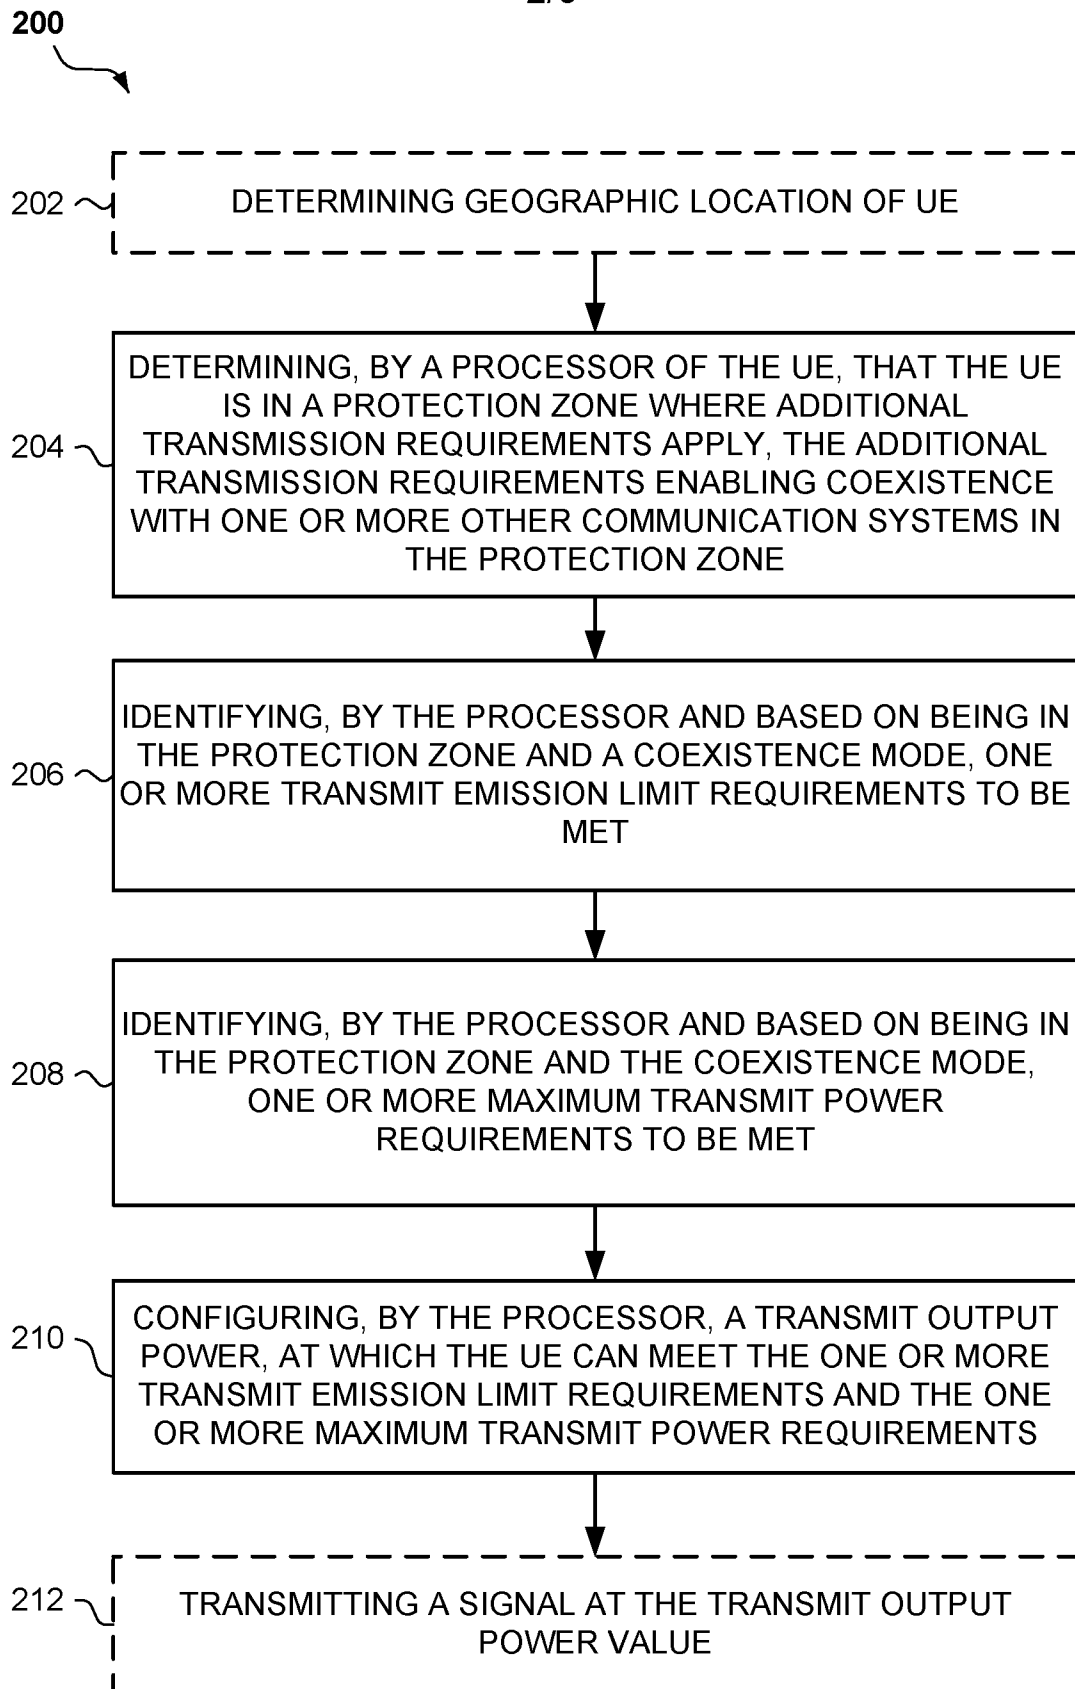 200
202
DETERMINING GEOGRAPHIC LOCATION OF UE
204
DETERMINING, BY A PROCESSOR OF THE UE, THAT THE UE
IS IN A PROTECTION ZONE WHERE ADDITIONAL
TRANSMISSION REQUIREMENTS APPLY, THE ADDITIONAL
TRANSMISSION REQUIREMENTS ENABLING COEXISTENCE
WITH ONE OR MORE OTHER COMMUNICATION SYSTEMS IN
THE PROTECTION ZONE
206
IDENTIFYING, BY THE PROCESSOR AND BASED ON BEING IN
THE PROTECTION ZONE AND A COEXISTENCE MODE, ONE
OR MORE TRANSMIT EMISSION LIMIT REQUIREMENTS TO BE
MET
208
IDENTIFYING, BY THE PROCESSOR AND BASED ON BEING IN
THE PROTECTION ZONE AND THE COEXISTENCE MODE,
ONE OR MORE MAXIMUM TRANSMIT POWER
REQUIREMENTS TO BE MET
210
CONFIGURING, BY THE PROCESSOR, A TRANSMIT OUTPUT
POWER, AT WHICH THE UE CAN MEET THE ONE OR MORE
TRANSMIT EMISSION LIMIT REQUIREMENTS AND THE ONE
OR MORE MAXIMUM TRANSMIT POWER REQUIREMENTS
212
TRANSMITTING A SIGNAL AT THE TRANSMIT OUTPUT
POWER VALUE